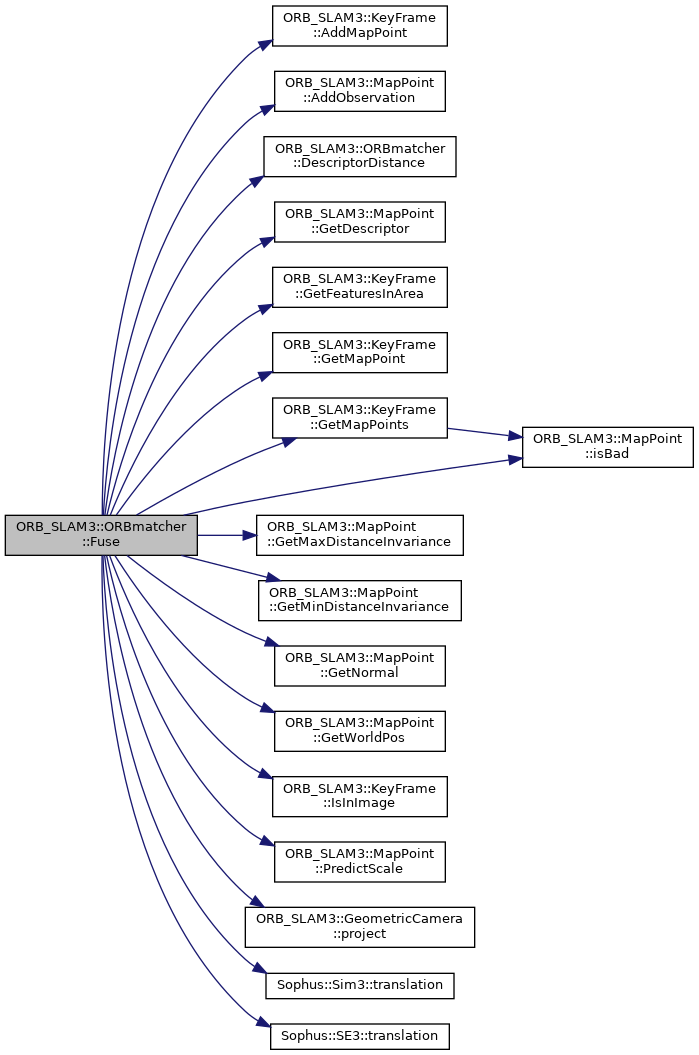 ORB_SLAM3::KeyFrame
::AddMapPoint
ORB_SLAM3::MapPoint
::AddObservation
ORB_SLAM3::ORBmatcher
::DescriptorDistance
ORB_SLAM3::MapPoint
::GetDescriptor
ORB_SLAM3::KeyFrame
::GetFeaturesInArea
ORB_SLAM3::KeyFrame
::GetMapPoint
ORB_SLAM3::KeyFrame
::GetMapPoints
ORB_SLAM3::MapPoint
::isBad
ORB_SLAM3::ORBmatcher
::Fuse
ORB_SLAM3::MapPoint
::GetMaxDistanceInvariance
ORB_SLAM3::MapPoint
::GetMinDistanceInvariance
ORB_SLAM3::MapPoint
::GetNormal
ORB_SLAM3::MapPoint
::GetWorldPos
ORB_SLAM3::KeyFrame
::IsInImage
ORB_SLAM3::MapPoint
::PredictScale
ORB_SLAM3::GeometricCamera
::project
Sophus::Sim3::translation
Sophus::SE3::translation